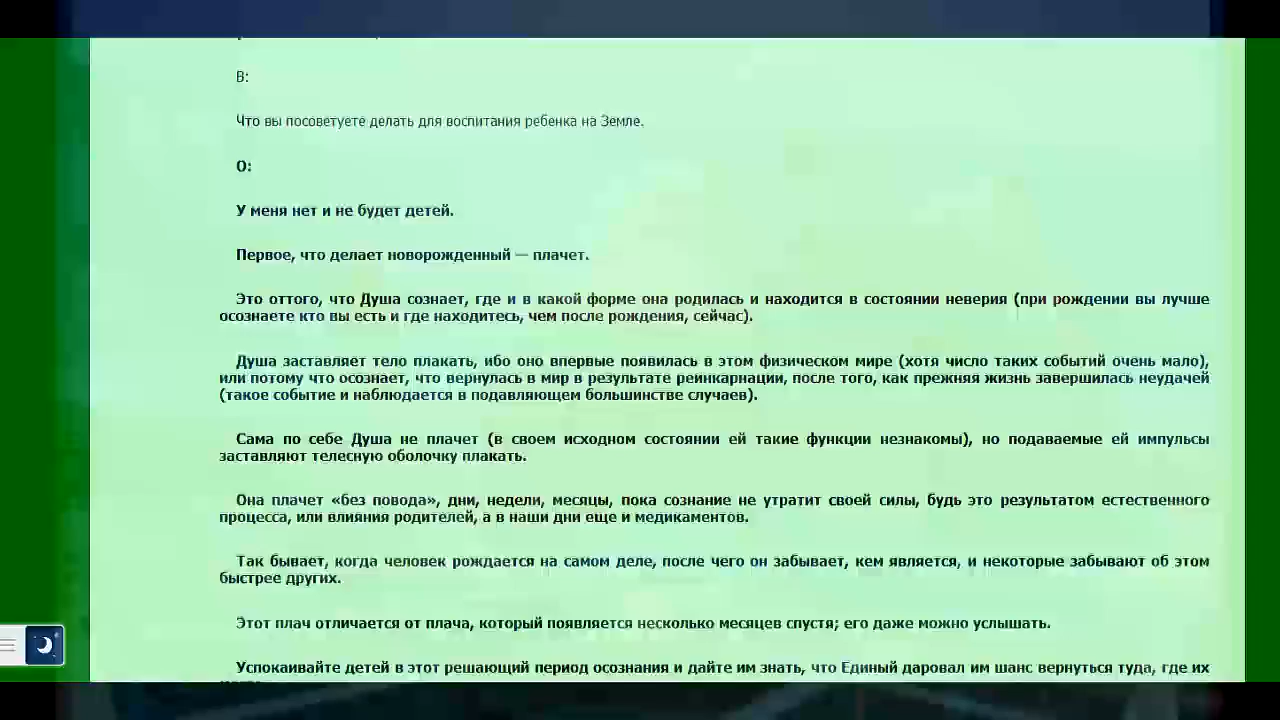 В:
Что вы посоветуете делать для воспитания ребенка на Земле.
О:
У меня нет и не будет детей.
Первое, что делает новорожденный — плачет.
Это оттого, что Душа сознает, где и в какой форме она родилась и находится в состоянии неверия (при рождении вы лучше
осознаете кто вы есть и где находитесь, чем после рождения, сейчас).
Душа заставляет тело плакать, ибо оно впервые появилась в этом физическом мире (хотя число таких событий очень мало),
или потому что осознает, что вернулась в мир в результате реинкарнации, после того, как прежняя жизнь завершилась неудачей
(такое событие и наблюдается в подавляющем большинстве случаев).
Сама по себе Душа не плачет (в своем исходном состоянии ей такие функции незнакомы), но подаваемые ей импульсы
заставляют телесную оболочку плакать.
Она плачет «без повода», дни, недели, месяцы, пока сознание не утратит своей силы, будь это результатом естественного
процесса, или влияния родителей, а в наши дни еще и медикаментов.
Так бывает, когда человек рождается на самом деле, после чего он забывает, кем является, и некоторые забывают об этом
быстрее других.
Этот плач отличается от плача, который появляется несколько месяцев спустя; его даже можно услышать.
Успокаивайте детей в этот решающий период осознания и дайте им знать, что Единый даровал им шанс вернуться туда, где их